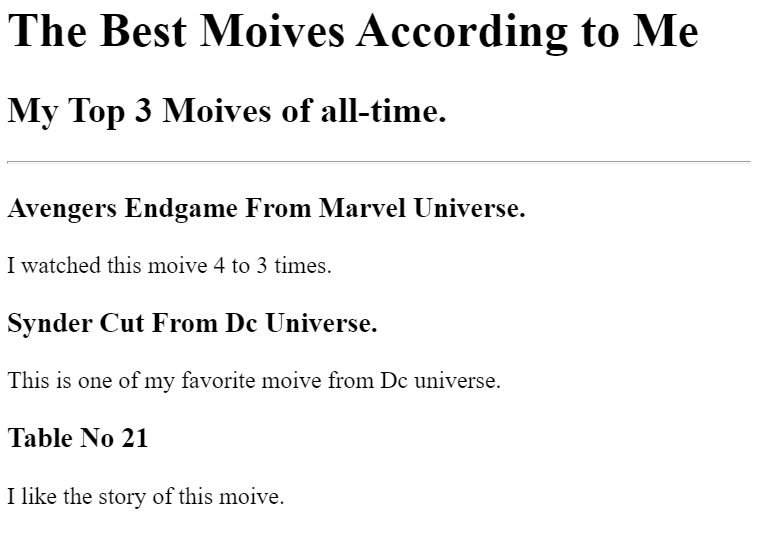 The Best Moives According to Me
My Top 3 Moives of all-time.
Avengers Endgame From Marvel Universe.
I watched this moive 4 to 3 times.
Synder Cut From Dc Universe.
This is one of my favorite moive from Dc universe.
Table No 21
I like the story of this moive.